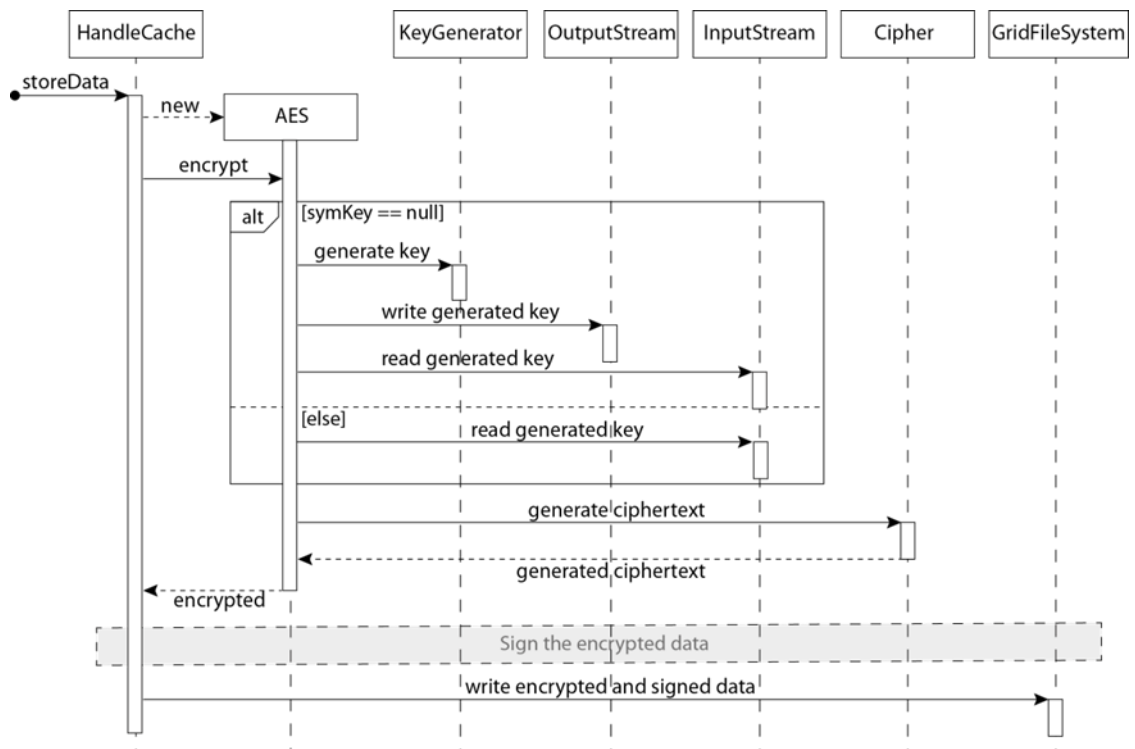 HandleCache
KeyGenerator
OutputStream
InputStream
Cipher
GridFileSystem
storeData
new
AES
encrypt
alt
[symKey == null]
generate key
write generated key
read generated key
[else]
read generated key
generate ciphertext
generated ciphertext
encrypted
Sign the encrypted data
write encrypted and signed data